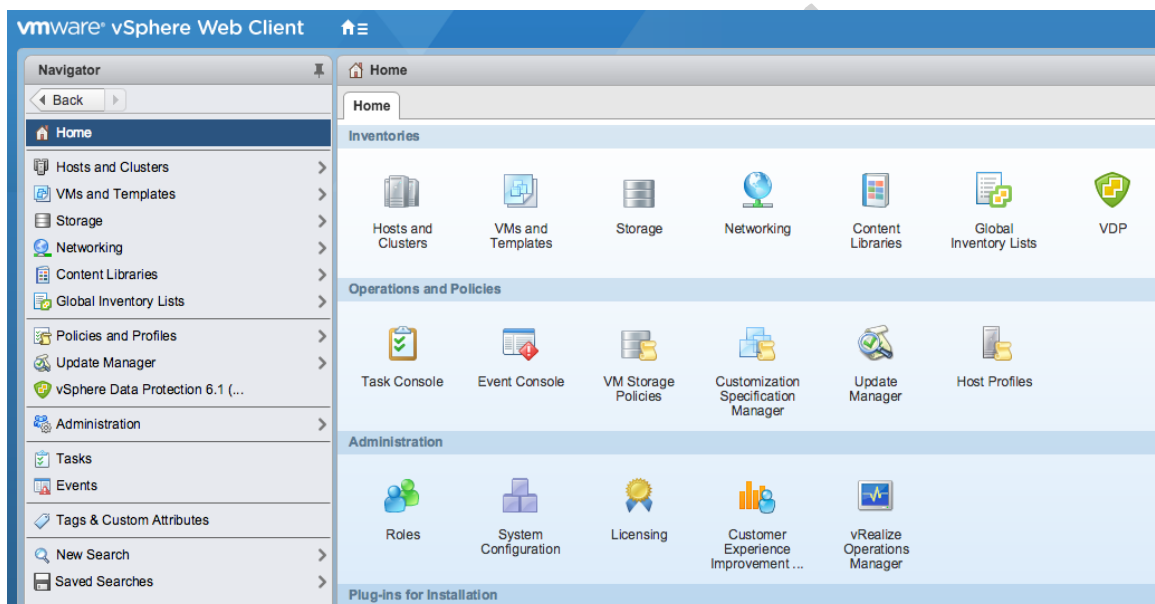 vmware® vSphere Web Client
Navigator
Back
Home
Hosts and Clusters
VMs and Templates
Storage
Networking
Content Libraries
Global Inventory Lists
Policies and Profiles
Update Manager
vSphere Data Protection 6.1 (...
Administration
Tasks
Events
Tags & Custom Attributes
New Search
Saved Searches
Home
Home
Inventories
Hosts and
Clusters
VMs and
Templates
Storage
Networking
Content
Libraries
Global
Inventory Lists
VDP
Operations and Policies
Task Console
Event Console
VM Storage
Policies
Customization
Specification
Manager
Update
Manager
Host Profiles
Administration
Roles
System
Configuration
Licensing
Customer
Experience
Improvement ...
vRealize
Operations
Manager
Plug-ins for Installation